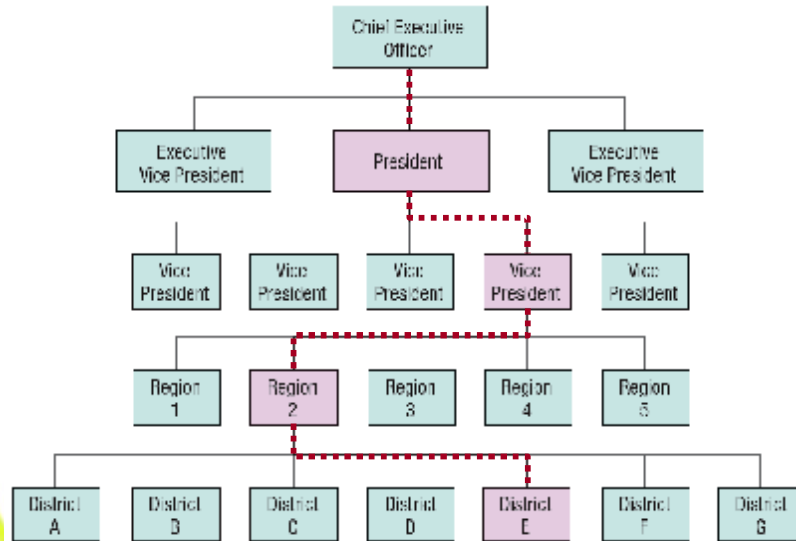 Chief Executive
Officer
Executive
Vice President
President
Executive
Vice President
Vice
President
Vice
President
Vice
President
Vice
President
Vice
President
Region
1
Region
2
Region
3
Region
4
Region
5
District
A
District
B
District
C
District
D
District
E
District
F
District
G